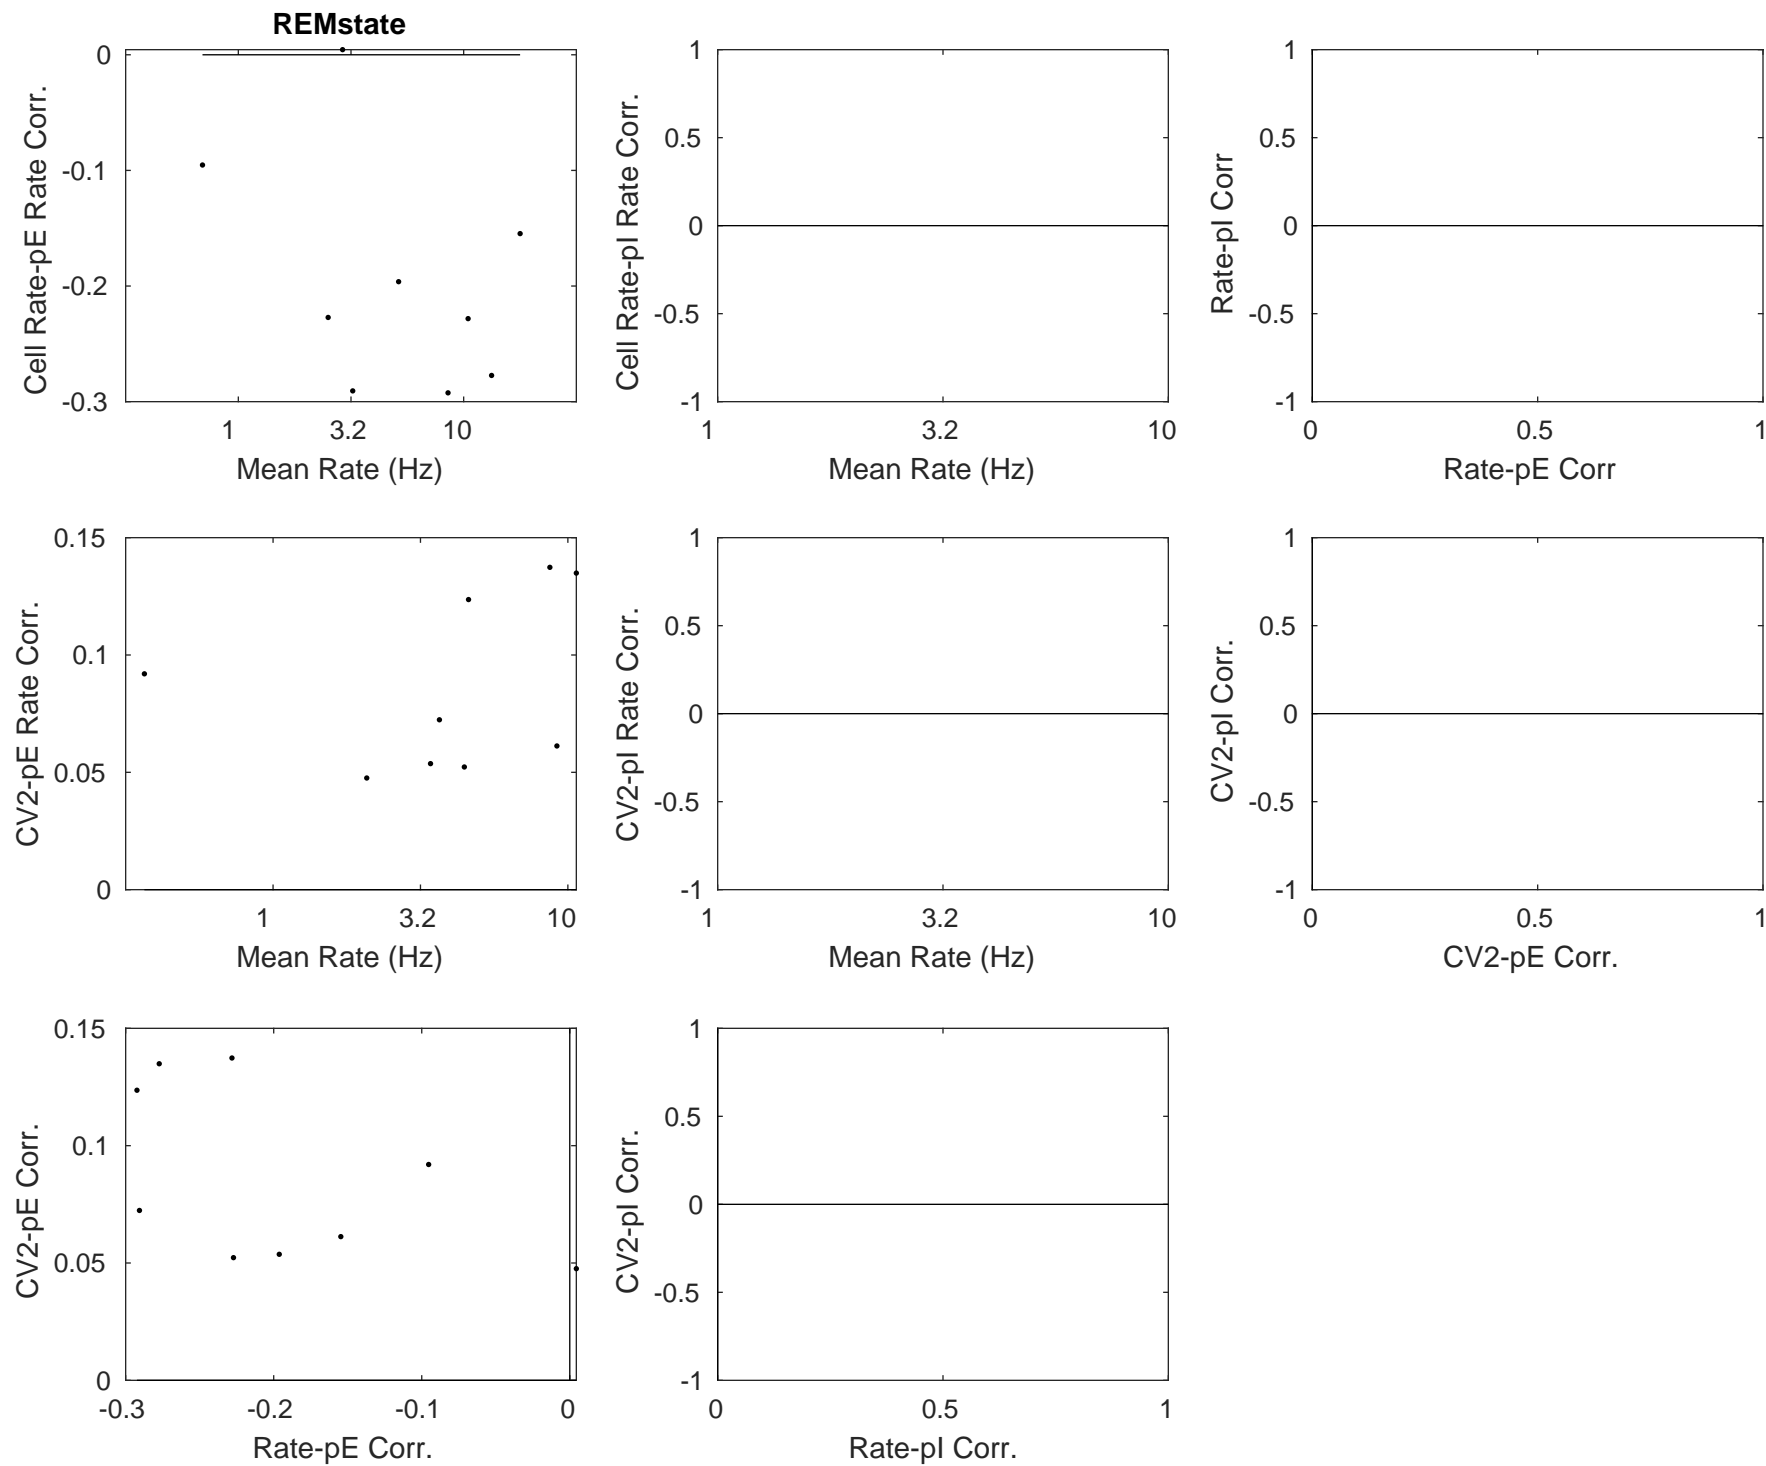 REMstate
0
-0.1
-0.2
-0.3
Cell Rate-pE Rate Corr.
1 3.2 10
Mean Rate (Hz)
1
0.5
0
-0.5
-1
Cell Rate-pI Rate Corr.
1 3.2 10
Mean Rate (Hz)
1
0.5
0
-0.5
-1
Rate-pI Corr
0 0.5 1
Rate-pE Corr
0.15
0.1
0.05
0
CV2-pE Rate Corr.
1 3.2 10
Mean Rate (Hz)
1
0.5
0
-0.5
-1
CV2-pI Rate Corr.
1 3.2 10
Mean Rate (Hz)
1
0.5
0
-0.5
-1
CV2-pI Corr.
0 0.5 1
CV2-pE Corr.
0.15
0.1
0.05
0
CV2-pE Corr.
-0.3 -0.2 -0.1 0
Rate-pE Corr.
1
0.5
0
-0.5
-1
CV2-pI Corr.
0 0.5 1
Rate-pI Corr.